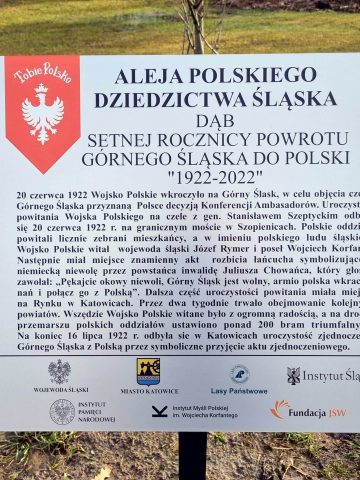 Tobie Polsko
ALEJA POLSKIEGO
DZIEDZICTWA ŚLĄSKA
DĄB
SETNEJ ROCZNICY POWROTU
GÓRNEGO ŚLĄSKA DO POLSKI
"1922-2022"
20 czerwca 1922 Wojsko Polskie wkroczyło na Górny Śląsk, w celu objęcia czę
Górnego Śląska przyznaną Polsce decyzją Konferencji Ambasadorów. Uroczyst
powitania Wojska Polskiego na czele z gen. Stanisławem Szeptyckim odb
się 20 czerwca 1922 r. na granicznym moście w Szopienicach. Polskie oddzi
powitali licznie zebrani mieszkańcy, a w imieniu polskiego ludu śląskie
Wojsko Polskie witał wojewoda śląski Józef Rymer i poseł Wojciech Korfan
Następnie miał miejsce znamienny akt rozbicia łańcucha symbolizując
niemiecką niewolę przez powstańca inwalidę Juliusza Chowańca, który gło
zawołał: „Pękajcie okowy niewoli, Górny Śląsk jest wolny, armio polska wkra
nań i połącz go z Polską". Dalsza część uroczystości powitania miała miej
na Rynku w Katowicach. Przez dwa tygodnie trwało obejmowanie kolejny
powiatów. Wszędzie Wojsko Polskie witane było z ogromną radością, a na dro
przemarszu polskich oddziałów ustawiono ponad 200 bram triumfalny
Na koniec 16 lipca 1922 r. odbyła się w Katowicach uroczystość zjednocze
Górnego Śląska z Polską przez symboliczne przyjęcie aktu zjednoczeniowego.
WOJEWODA ŚLĄSKI
MIASTO KATOWICE
Lasy Państwowe
Instytut Ślą
INSTYTUT
PAMIĘCI
NARODOWEJ
Instytut Myśli Polskiej
im. Wojciecha Korfantego
Fundacja JSW